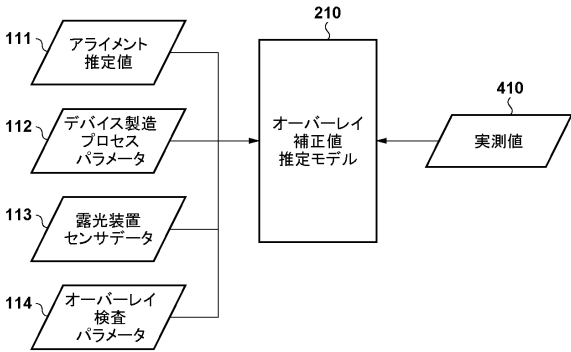 111
アライメント
推定値
112
デバイス製造
プロセス
パラメータ
113
露光装置
センサデータ
114
オーバーレイ
検査
パラメータ
210
オーバーレイ
補正値
推定モデル
410
実測値